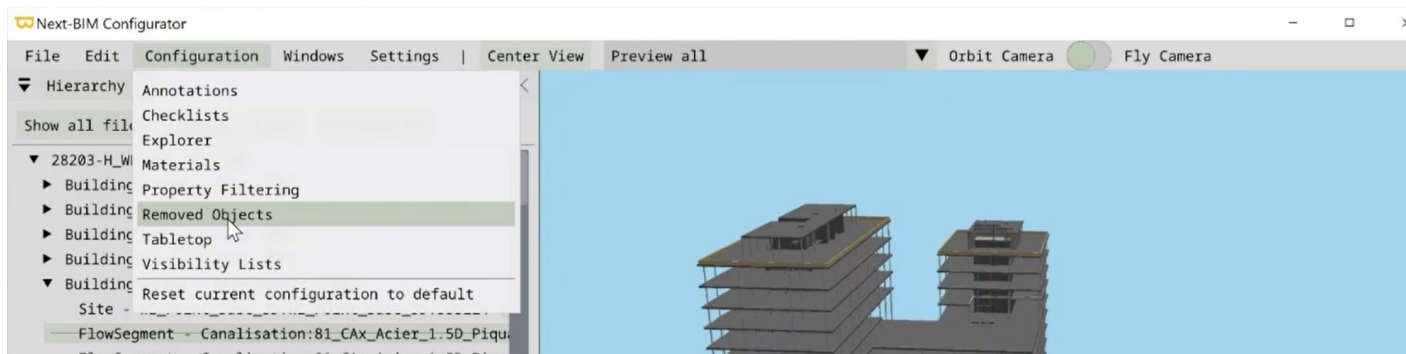 Next-BIM Configurator
File Edit Configuration Windows Settings | Center View Preview all Orbit Camera Fly Camera
Hierarchy
Annotations
Checklists
Show all file
Explorer
28203-H_W
Materials
Building
Property Filtering
Building
Removed Objects
Building
Tabletop
Building
Visibility Lists
Building
Reset current configuration to default
Site -
FlowSegment - Canalisation:81_CAx_Acier_1.5D_Piqua